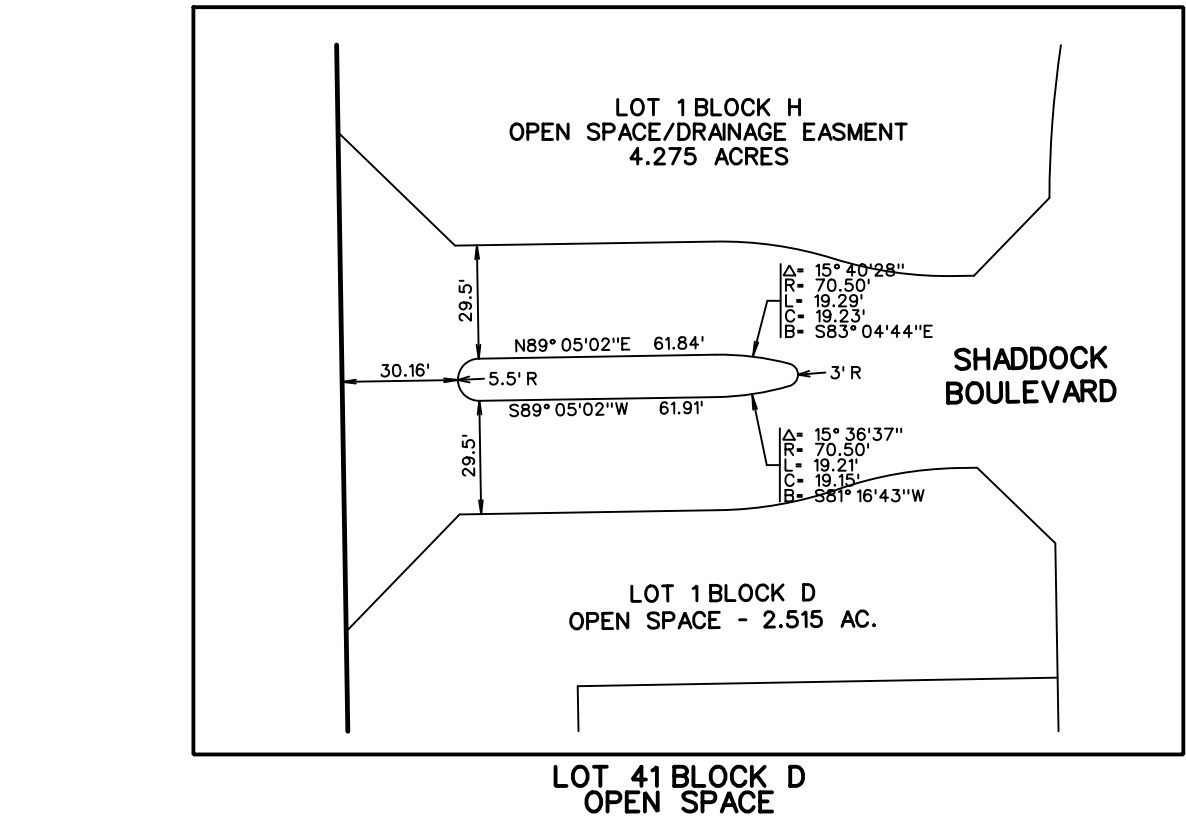 LOT 1 BLOCK H
OPEN SPACE/DRAINAGE EASMENT
4.275 ACRES
29.5'
Δ= 15° 40'28"
R= 70.50'
L= 19.29'
C= 19.23'
B= S83° 04'44"E
N89° 05'02"E 61.84'
30.16'
5.5' R
3' R
SHADDOCK
BOULEVARD
S89° 05'02"W 61.91'
29.5'
Δ= 15° 36'37"
R= 70.50'
L= 19.21'
C= 19.15'
B= S81° 16'43"W
LOT 1 BLOCK D
OPEN SPACE - 2.515 AC.
LOT 41 BLOCK D
OPEN SPACE